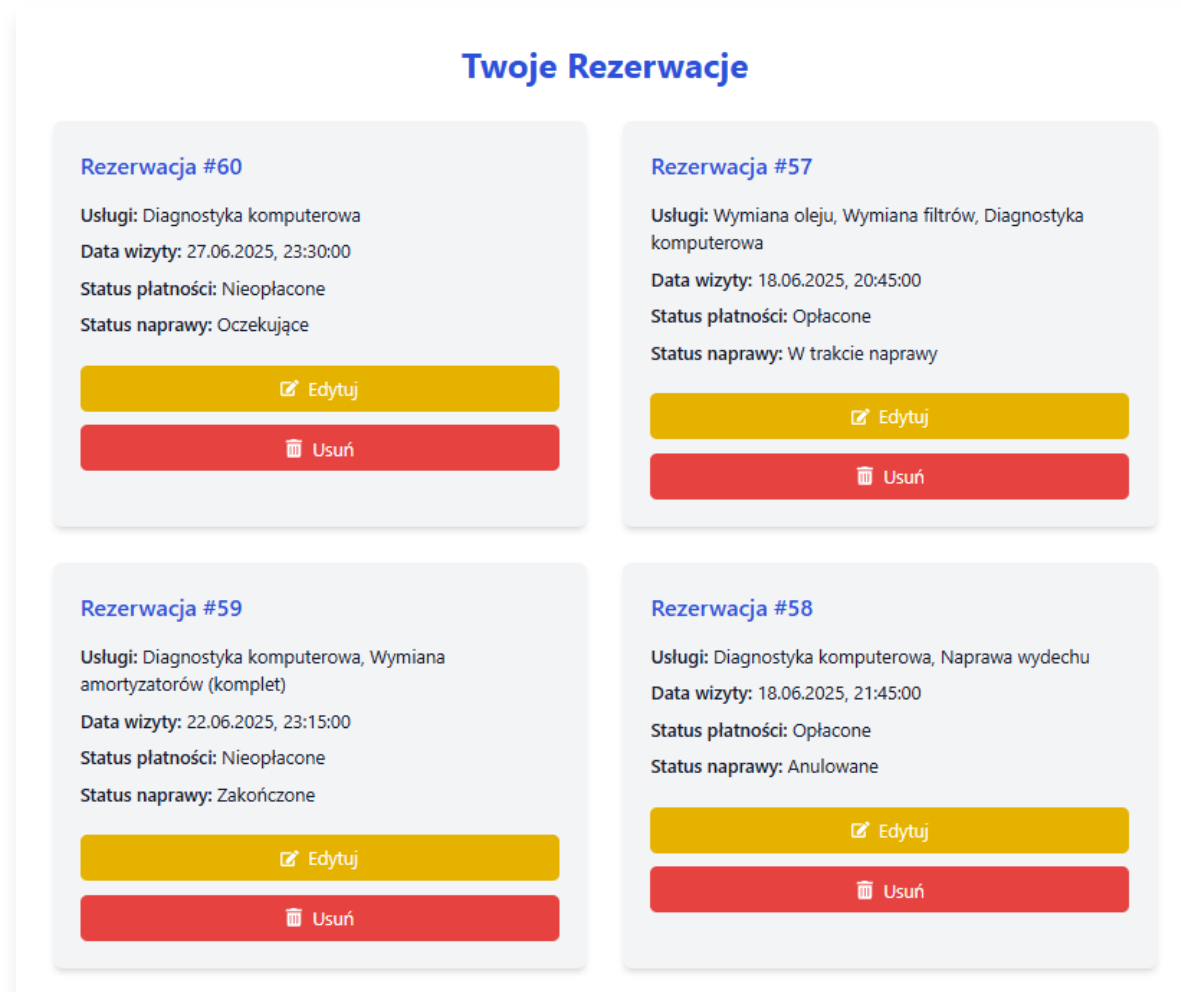 Twoje Rezerwacje
Rezerwacja #60
Usługi: Diagnostyka komputerowa
Data wizyty: 27.06.2025, 23:30:00
Status płatności: Nieopłacone
Status naprawy: Oczekujące
Edytuj
Usuń
Rezerwacja #57
Usługi: Wymiana oleju, Wymiana filtrów, Diagnostyka
komputerowa
Data wizyty: 18.06.2025, 20:45:00
Status płatności: Opłacone
Status naprawy: W trakcie naprawy
Edytuj
Usuń
Rezerwacja #59
Usługi: Diagnostyka komputerowa, Wymiana
amortyzatorów (komplet)
Data wizyty: 22.06.2025, 23:15:00
Status płatności: Nieopłacone
Status naprawy: Zakończone
Edytuj
Usuń
Rezerwacja #58
Usługi: Diagnostyka komputerowa, Naprawa wydechu
Data wizyty: 18.06.2025, 21:45:00
Status płatności: Opłacone
Status naprawy: Anulowane
Edytuj
Usuń